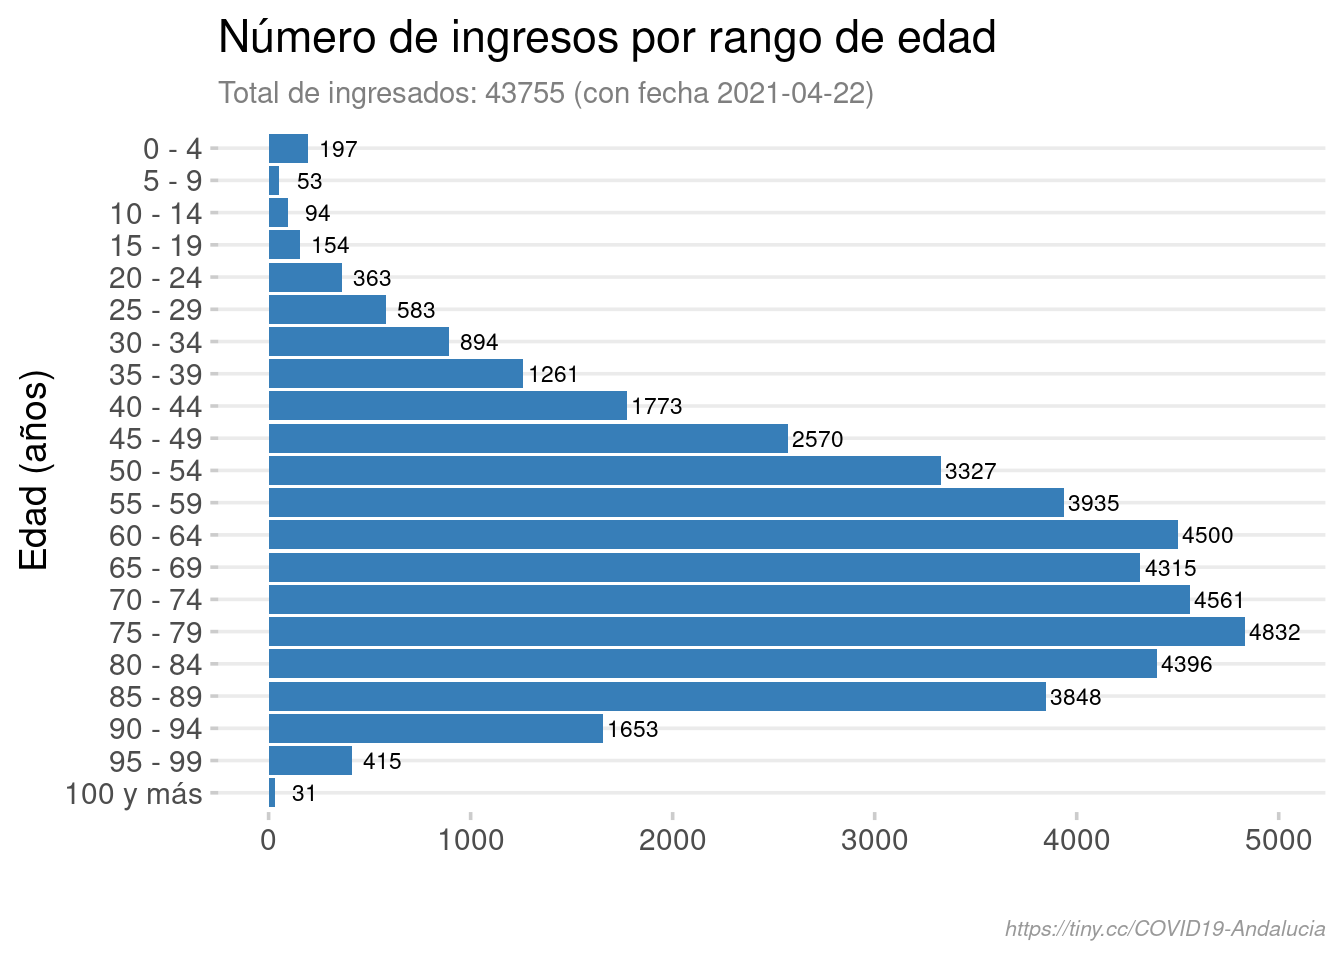 Número de ingresos por rango de edad
Total de ingresados: 43755 (con fecha 2021-04-22)
Edad (años)
0 - 4 197
5 - 9 53
10 - 14 94
15 - 19 154
20 - 24 363
25 - 29 583
30 - 34 894
35 - 39 1261
40 - 44 1773
45 - 49 2570
50 - 54 3327
55 - 59 3935
60 - 64 4500
65 - 69 4315
70 - 74 4561
75 - 79 4832
80 - 84 4396
85 - 89 3848
90 - 94 1653
95 - 99 415
100 y más 31
0 1000 2000 3000 4000 5000
https://tiny.cc/COVID19-Andalucia